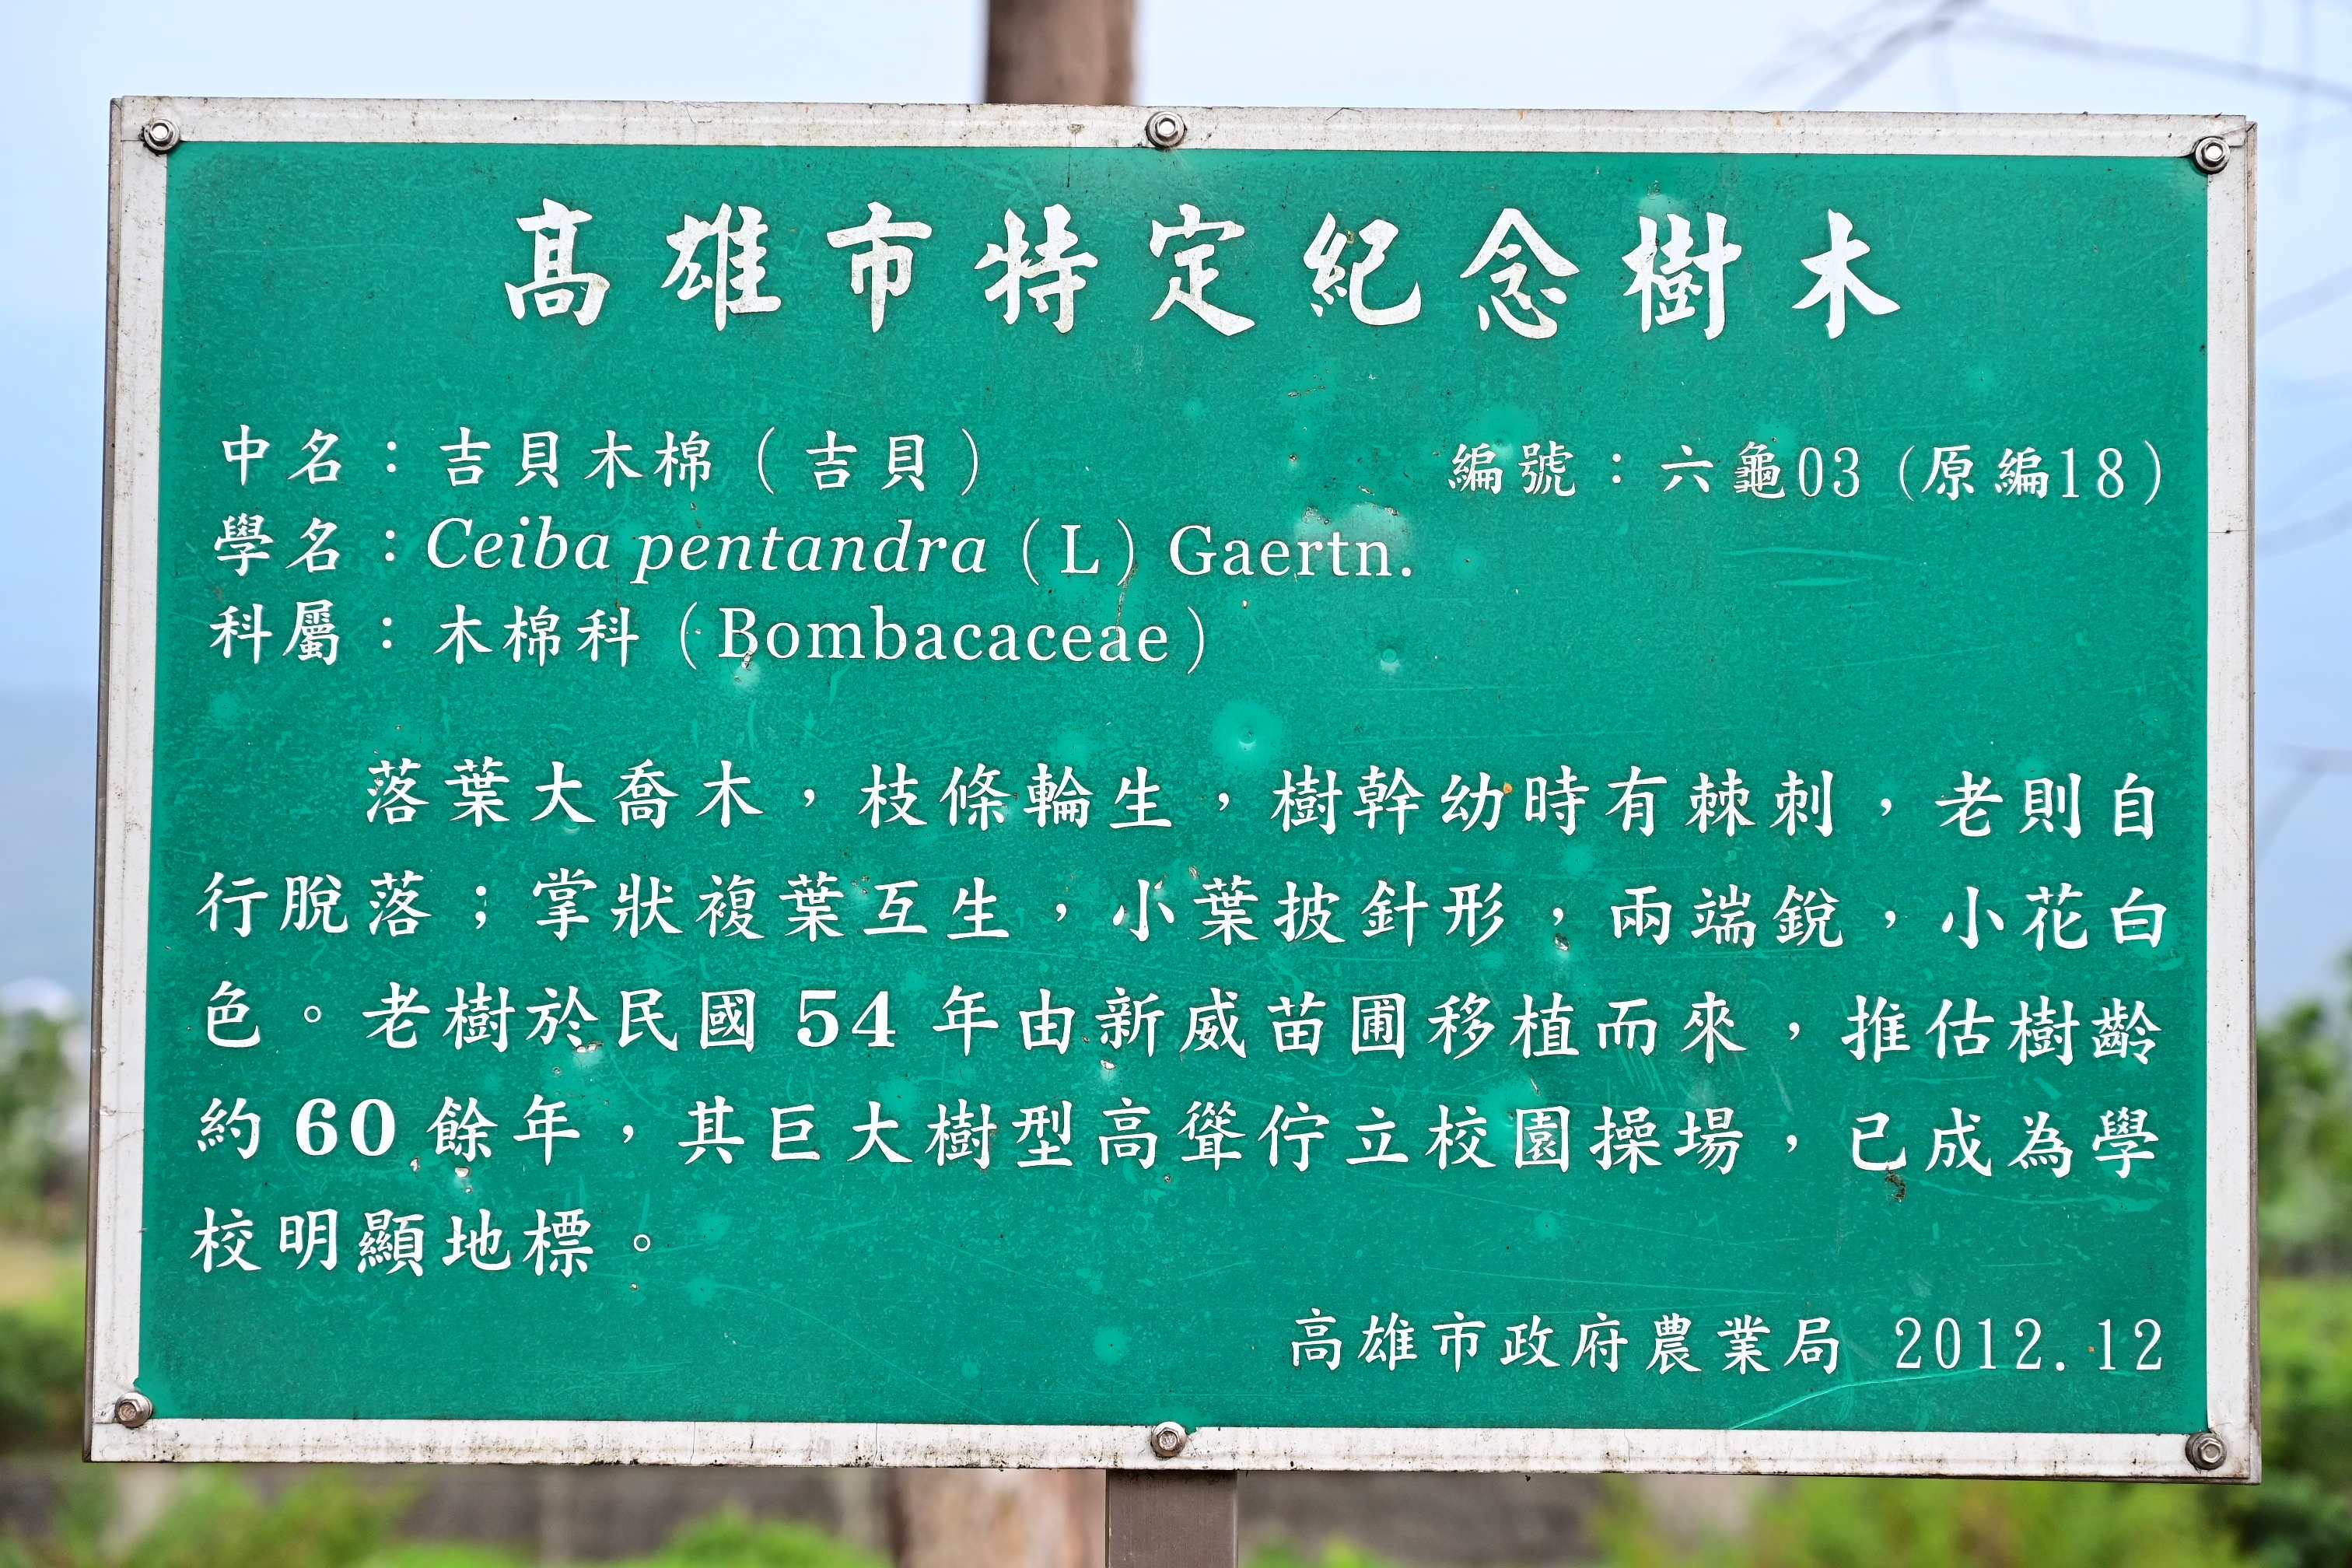 高雄市特定紀念樹木
中名：吉貝木棉（吉貝） 編號：六龜03 (原編18)
學名：Ceiba pentandra（L）Gaertn.
科屬：木棉科（Bombacaceae）
落葉大喬木，枝條輪生，樹幹幼時有棘刺，老則自
行脫落；掌狀複葉互生，小葉披針形，兩端銳，小花白
色。老樹於民國 54 年由新威苗圃移植而來，推估樹齡
約 60 餘年，其巨大樹型高聳佇立校園操場，已成為學
校明顯地標。
高雄市政府農業局 2012.12